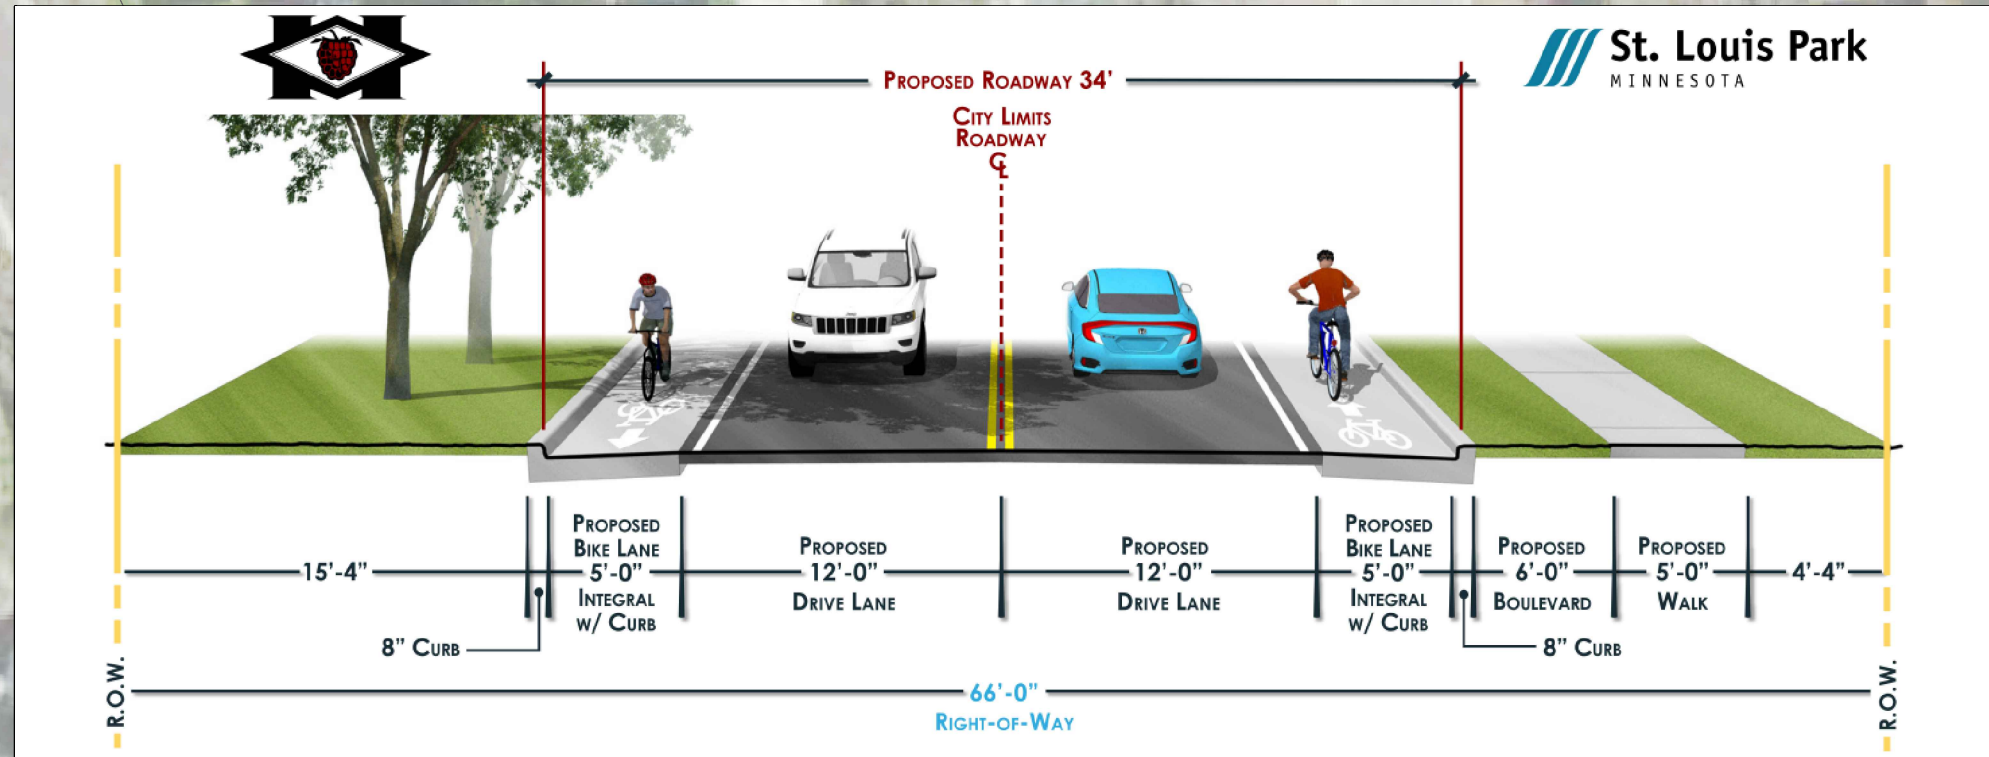 St. Louis Park
MINNESOTA
PROPOSED ROADWAY 34'
CITY LIMITS
ROADWAY
℄
PROPOSED
BIKE LANE
5'-0"
INTEGRAL
W/ CURB
PROPOSED
12'-0"
DRIVE LANE
PROPOSED
12'-0"
DRIVE LANE
PROPOSED
BIKE LANE
5'-0"
INTEGRAL
W/ CURB
PROPOSED
6'-0"
BOULEVARD
PROPOSED
5'-0"
WALK
15'-4"
4'-4"
8" CURB
8" CURB
R.O.W.
66'-0"
RIGHT-OF-WAY
R.O.W.